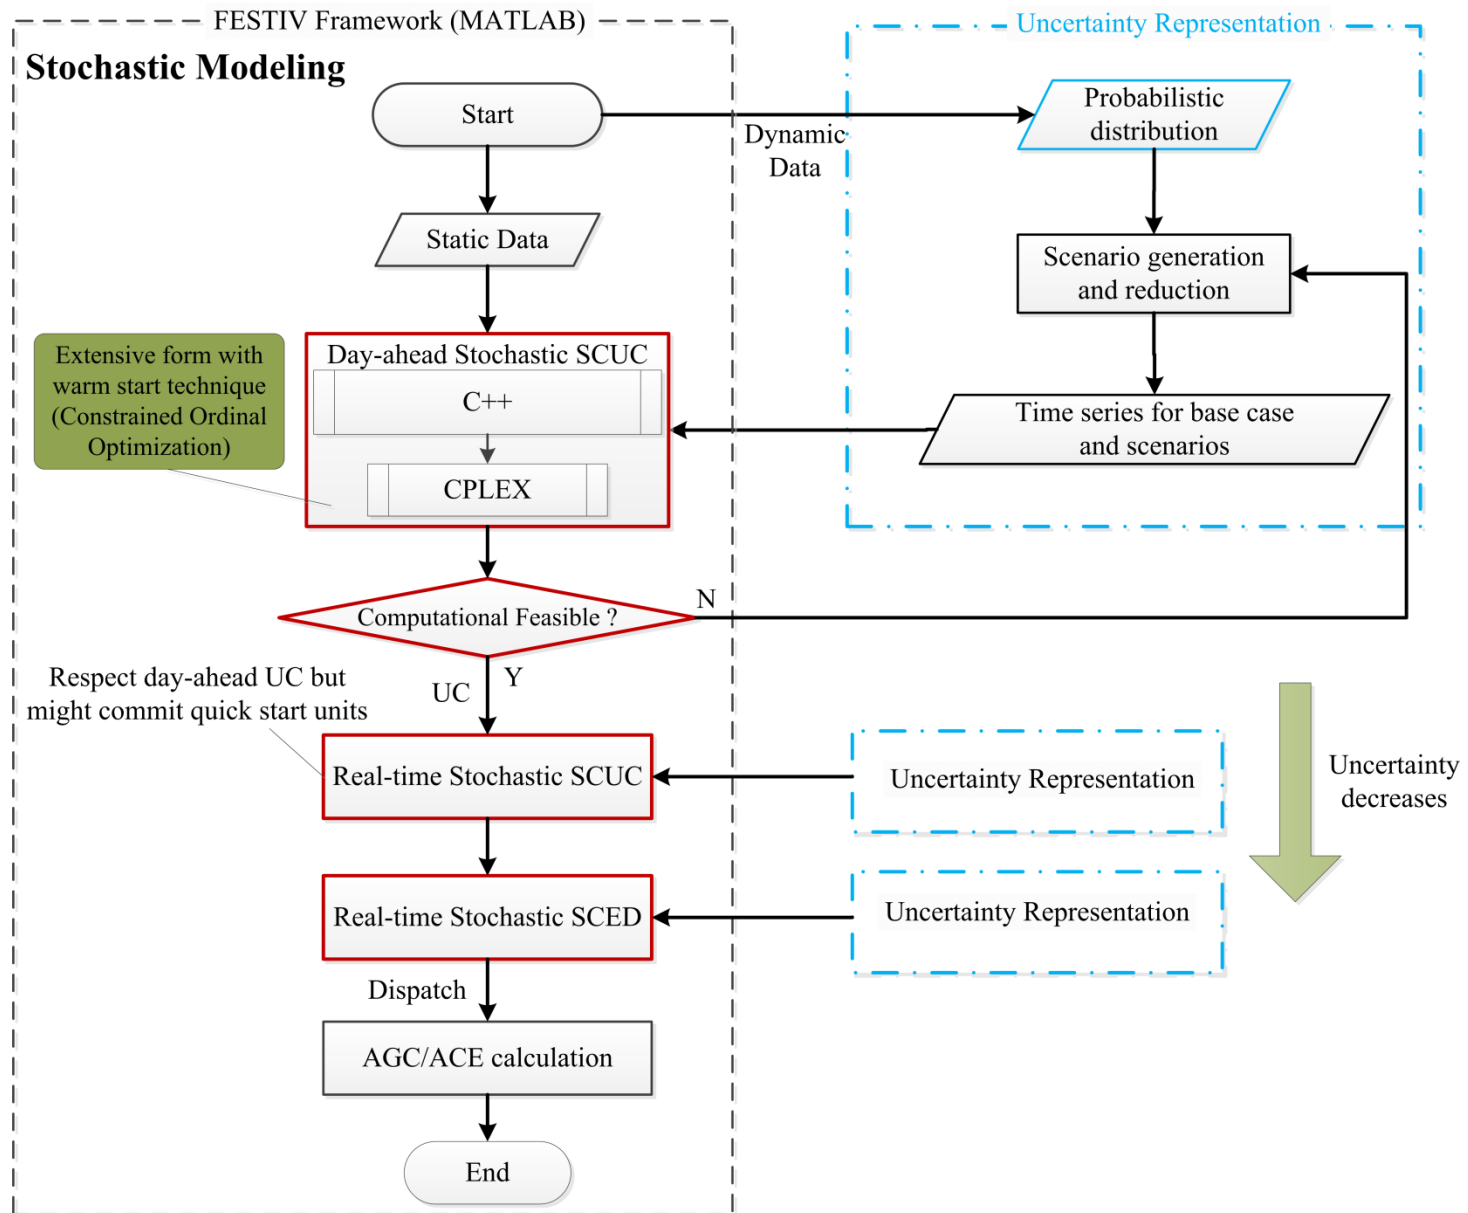 FESTIV Framework (MATLAB)
Uncertainty Representation
Stochastic Modeling
Start
Dynamic
Data
Probabilistic
distribution
Static Data
Scenario generation
and reduction
Extensive form with
warm start technique
(Constrained Ordinal
Optimization)
Day-ahead Stochastic SCUC
C++
CPLEX
Time series for base case
and scenarios
Computational Feasible ?
N
Y
UC
Respect day-ahead UC but
might commit quick start units
Real-time Stochastic SCUC
Uncertainty Representation
Uncertainty
decreases
Real-time Stochastic SCED
Uncertainty Representation
Dispatch
AGC/ACE calculation
End